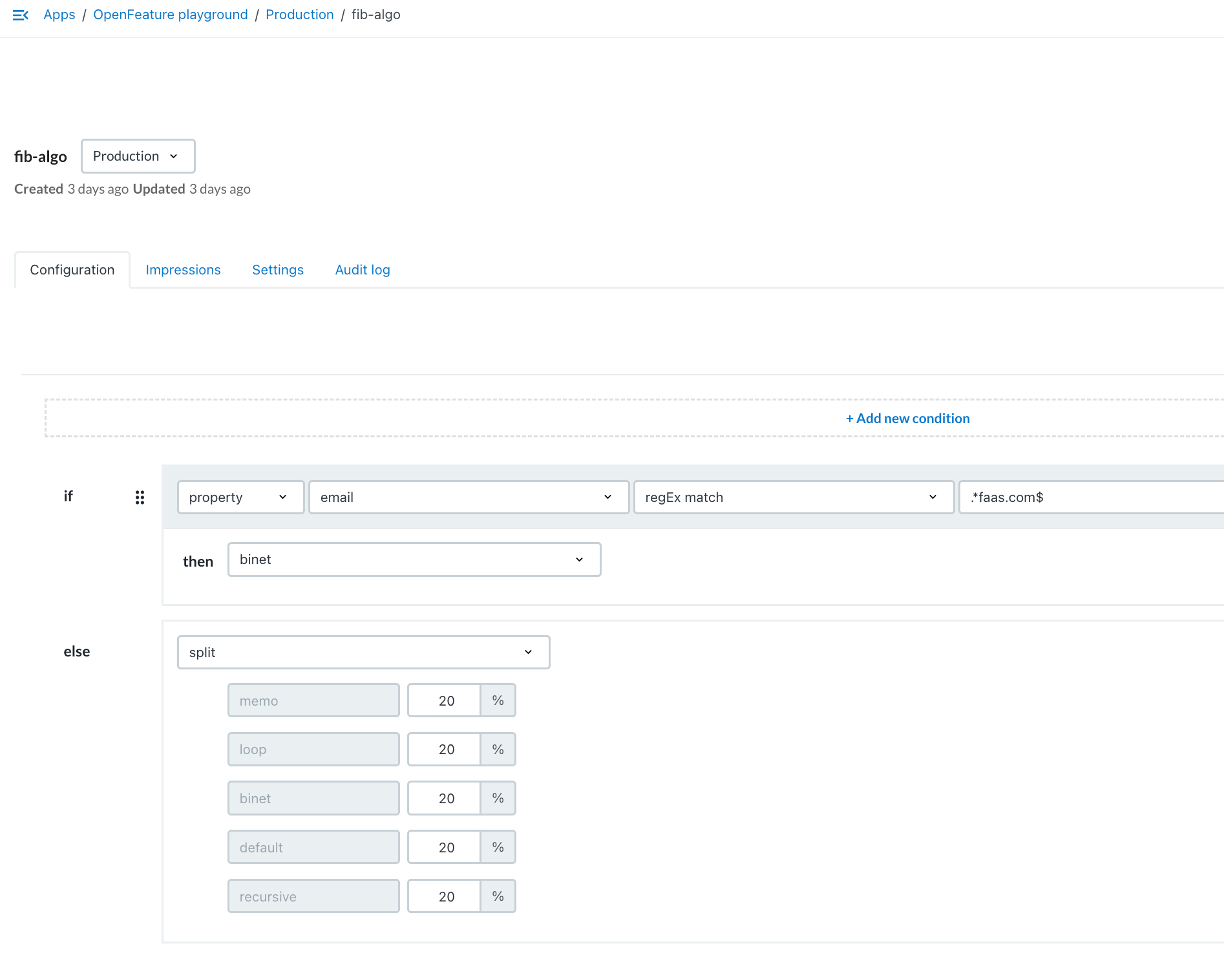 Apps / OpenFeature playground / Production / fib-algo
fib-algo Production
Created 3 days ago Updated 3 days ago
Configuration Impressions Settings Audit log
+ Add new condition
if property email regEx match .*faas.com$
then binet
else split
memo 20 %
loop 20 %
binet 20 %
default 20 %
recursive 20 %